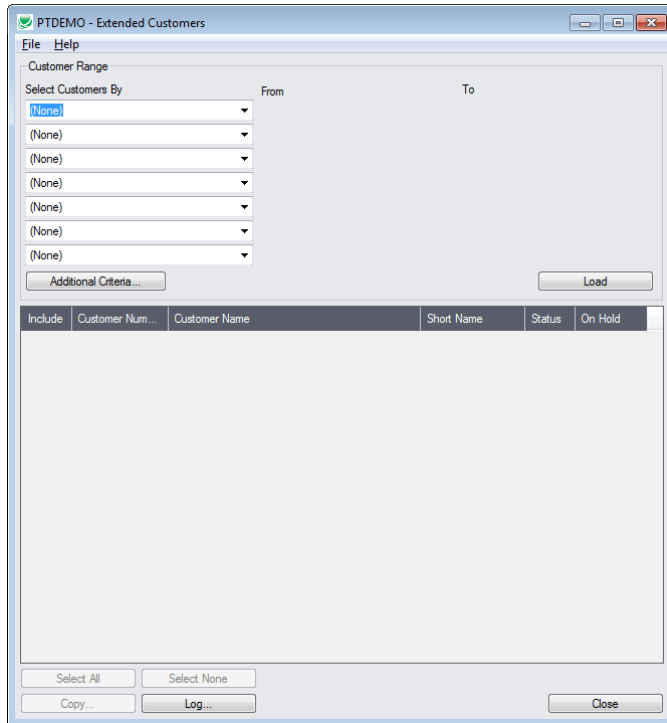 PTDEMO - Extended Customers
File Help
Customer Range
Select Customers By From To
(None)
(None)
(None)
(None)
(None)
(None)
(None)
Additional Criteria... Load
Include Customer Num... Customer Name Short Name Status On Hold
Select All Select None
Copy... Log... Close